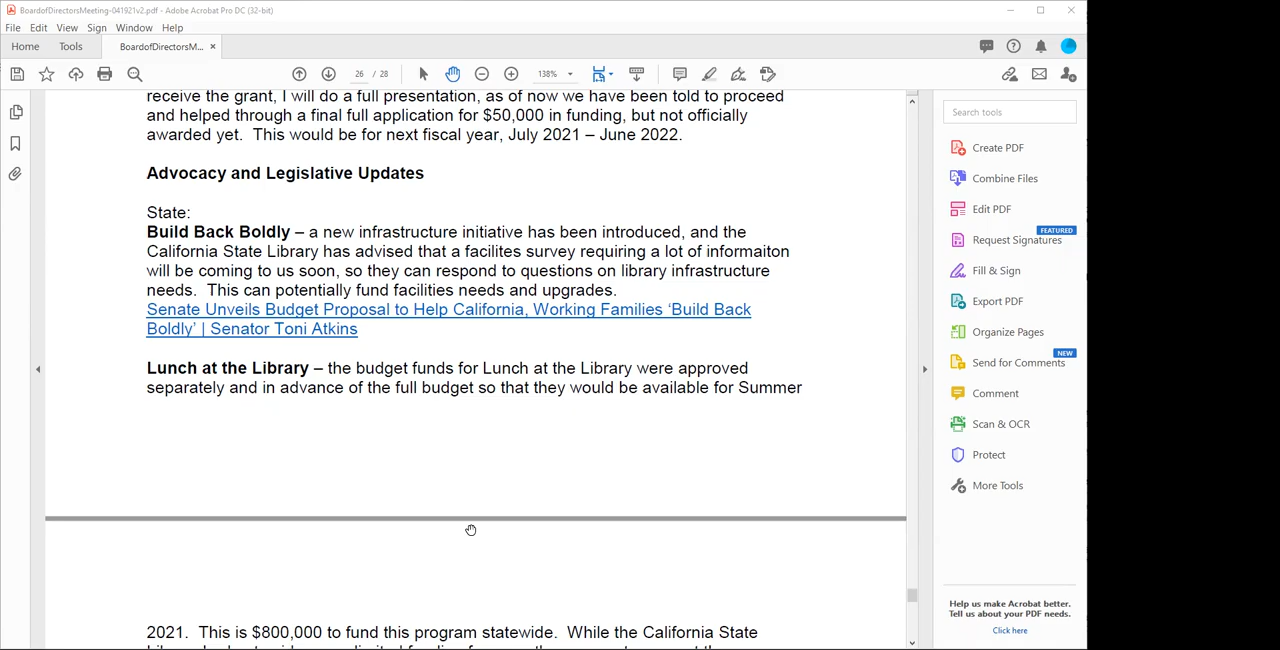 BoardofDirectorsMeeting-041921v2.pdf - Adobe Acrobat Pro DC (32-bit)
File Edit View Sign Window Help
Home Tools BoardofDirectorsM... ×
26 / 28 138%
receive the grant, I will do a full presentation, as of now we have been told to proceed
and helped through a final full application for $50,000 in funding, but not officially
awarded yet. This would be for next fiscal year, July 2021 – June 2022.
Advocacy and Legislative Updates
State:
Build Back Boldly – a new infrastructure initiative has been introduced, and the
California State Library has advised that a facilites survey requiring a lot of informaiton
will be coming to us soon, so they can respond to questions on library infrastructure
needs. This can potentially fund facilities needs and upgrades.
Senate Unveils Budget Proposal to Help California, Working Families ‘Build Back
Boldly’ | Senator Toni Atkins
Lunch at the Library – the budget funds for Lunch at the Library were approved
separately and in advance of the full budget so that they would be available for Summer
2021. This is $800,000 to fund this program statewide. While the California State
Search tools
Create PDF
Combine Files
Edit PDF
FEATURED
Request Signatures
Fill & Sign
Export PDF
Organize Pages
NEW
Send for Comments
Comment
Scan & OCR
Protect
More Tools
Help us make Acrobat better.
Tell us about your PDF needs.
Click here